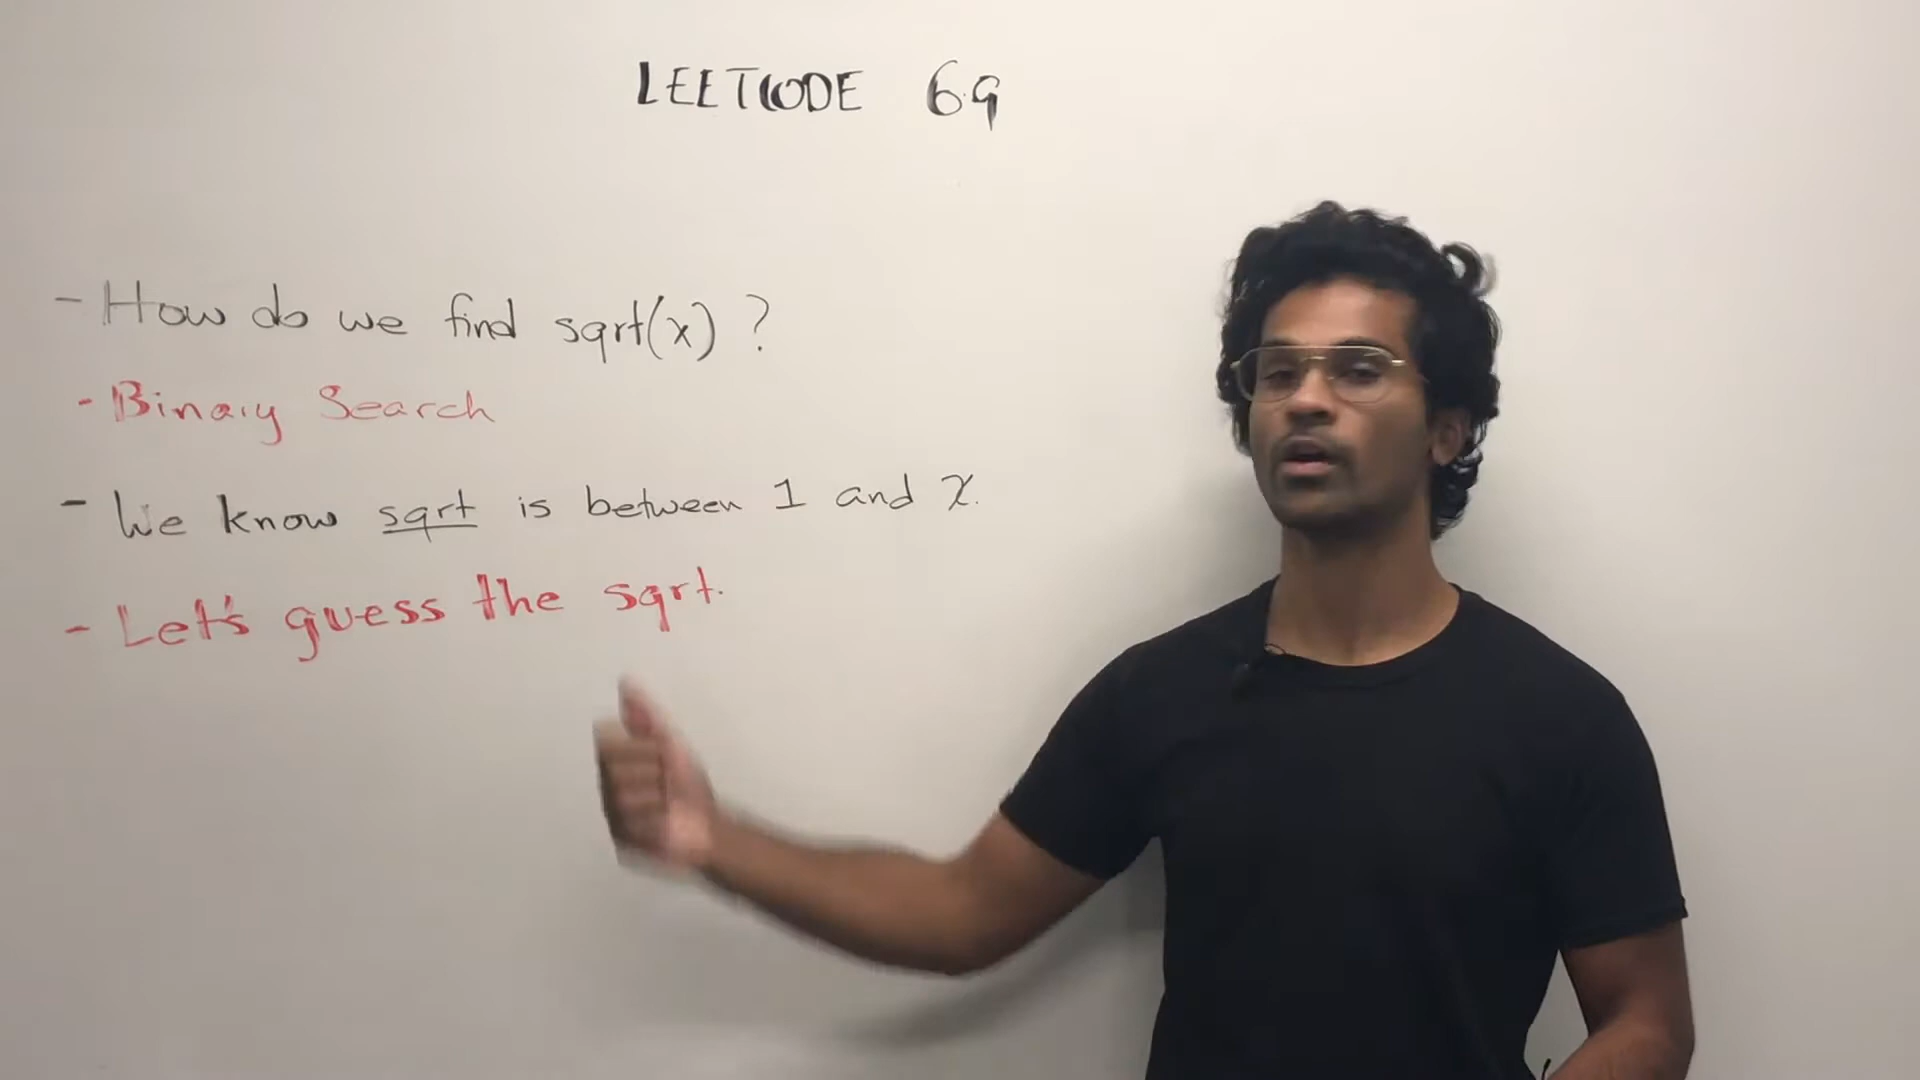 LEETCODE 69
- How do we find sqrt(x) ?
- Binary Search
- We know sqrt is between 1 and x.
- Let's guess the sqrt.